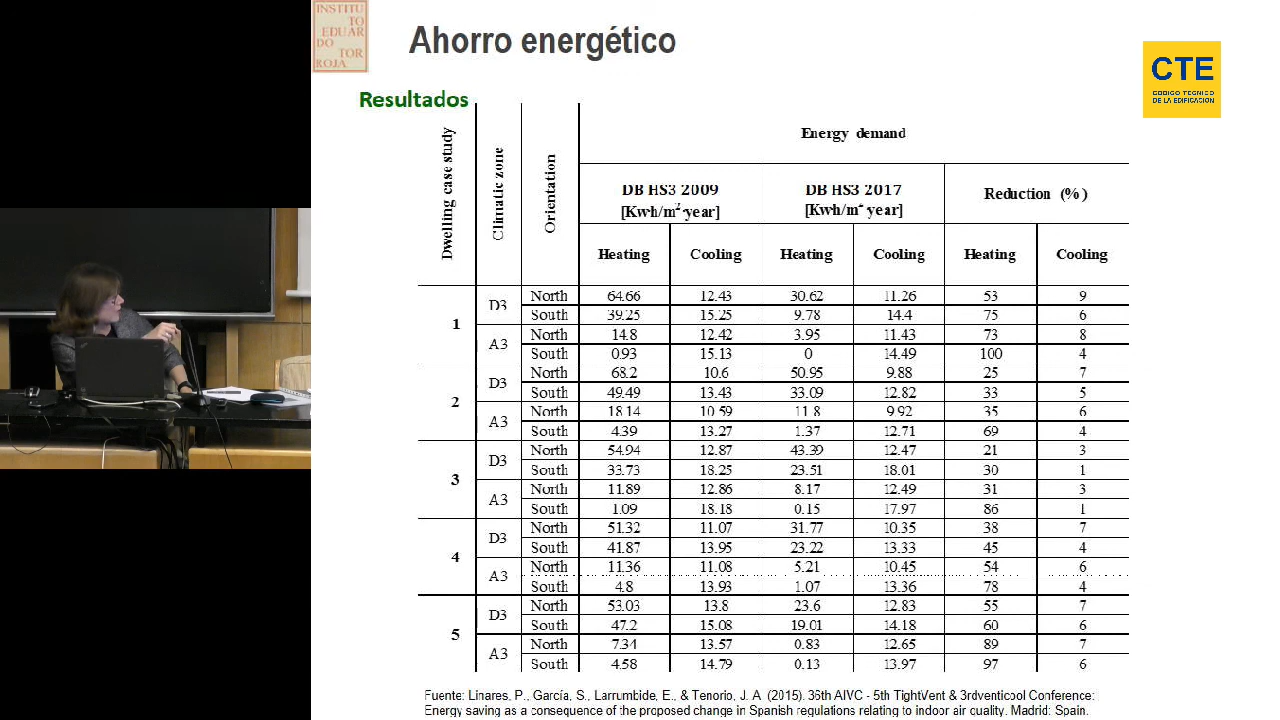 INSTITU
TO
EDUAR
DO
TOR
ROJA
Ahorro energético
CTE
CÓDIGO TÉCNICO
DE LA EDIFICACIÓN
Resultados
Dwelling case study Climatic zone Orientation Energy demand
DB HS3 2009 DB HS3 2017 Reduction (%)
[Kwh/m² year] [Kwh/m² year]
Heating Cooling Heating Cooling Heating Cooling
1 D3 North 64.66 12.43 30.62 11.26 53 9
South 39.25 15.25 9.78 14.4 75 6
A3 North 14.8 12.42 3.95 11.43 73 8
South 0.93 15.13 0 14.49 100 4
2 D3 North 68.2 10.6 50.95 9.88 25 7
South 49.49 13.43 33.09 12.82 33 5
A3 North 18.14 10.59 11.8 9.92 35 6
South 4.39 13.27 1.37 12.71 69 4
3 D3 North 54.94 12.87 43.39 12.47 21 3
South 33.73 18.25 23.51 18.01 30 1
A3 North 11.89 12.86 8.17 12.49 31 3
South 1.09 18.18 0.15 17.97 86 1
4 D3 North 51.32 11.07 31.77 10.35 38 7
South 41.87 13.95 23.22 13.33 45 4
A3 North 11.36 11.08 5.21 10.45 54 6
South 4.8 13.93 1.07 13.36 78 4
5 D3 North 53.03 13.8 23.6 12.83 55 7
South 47.2 15.08 19.01 14.18 60 6
A3 North 7.34 13.57 0.83 12.65 89 7
South 4.58 14.79 0.13 13.97 97 6
Fuente: Linares, P., García, S., Larrumbide, E., & Tenorio, J. A. (2015). 36th AIVC - 5th TightVent & 3rdventicool Conference:
Energy saving as a consequence of the proposed change in Spanish regulations relating to indoor air quality. Madrid: Spain.